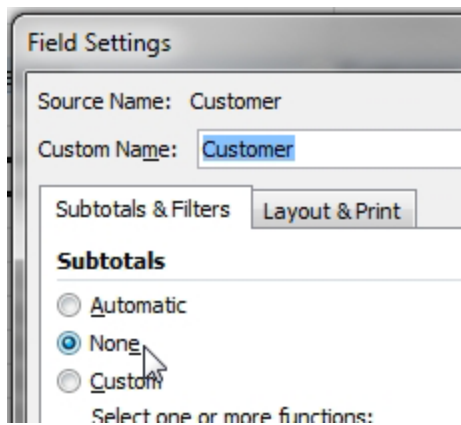 Field Settings
Source Name: Customer
Custom Name: Customer
Subtotals & Filters Layout & Print
Subtotals
Automatic
None
Custom
Select one or more functions: